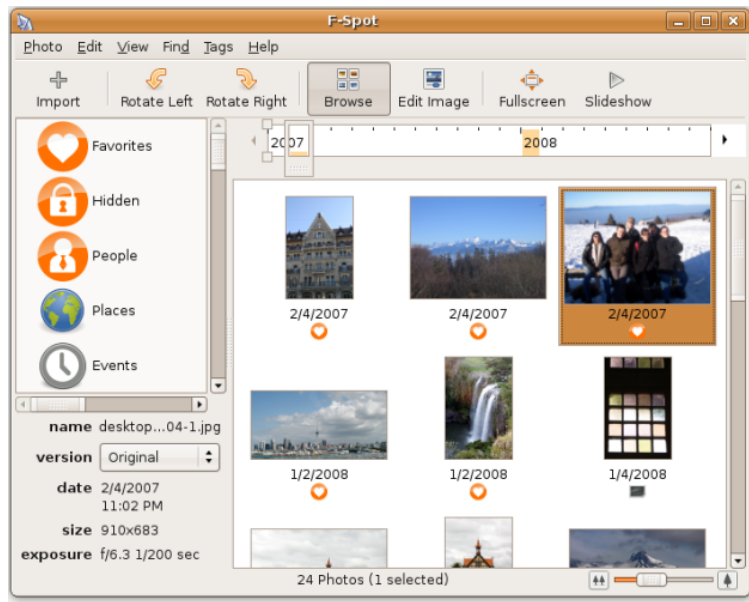 F-Spot
Photo Edit View Find Tags Help
Import Rotate Left Rotate Right Browse Edit Image Fullscreen Slideshow
Favorites
Hidden
People
Places
Events
name desktop...04-1.jpg
version Original
date 2/4/2007
11:02 PM
size 910x683
exposure f/6.3 1/200 sec
2007 2008
2/4/2007 2/4/2007 2/4/2007
1/2/2008 1/2/2008 1/4/2008
24 Photos (1 selected)